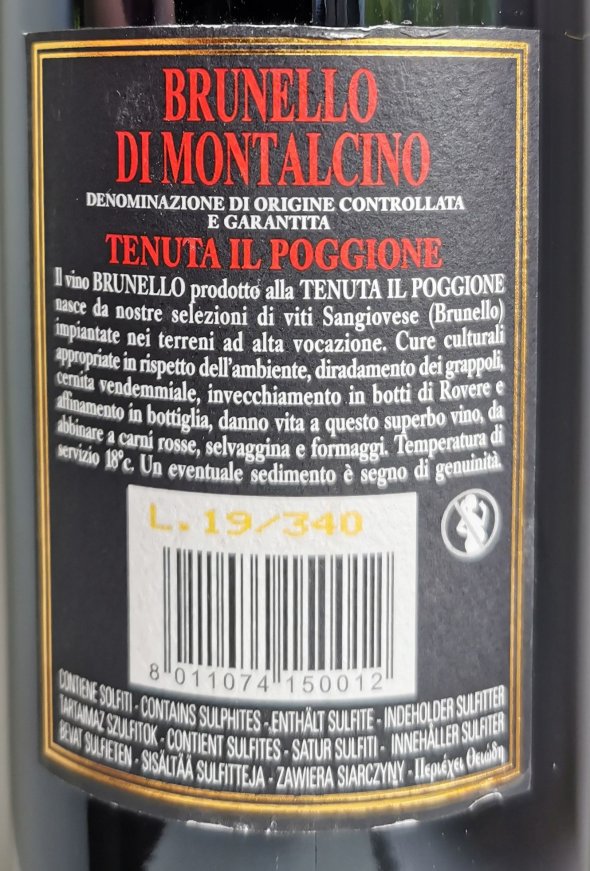 BRUNELLO
DI MONTALCINO
DENOMINAZIONE DI ORIGINE CONTROLLATA
E GARANTITA
TENUTA IL POGGIONE
Il vino BRUNELLO prodotto alla TENUTA IL POGGIONE
nasce da nostre selezioni di viti Sangiovese (Brunello)
impiantate nei terreni ad alta vocazione. Cure culturali
appropriate in rispetto dell'ambiente, diradamento dei grappoli,
cernita vendemmiale, invecchiamento in botti di Rovere e
affinamento in bottiglia, danno vita a questo superbo vino, da
abbinare a carni rosse, selvaggina e formaggi. Temperatura di
servizio 18°c. Un eventuale sedimento è segno di genuinità.
L.19/340
8 011074 150012
CONTIENE SOLFITI - CONTAINS SULPHITES - ENTHÄLT SULFITE - INDEHOLDER SULFITTER
TARTAIMAZ SZULFITOK - CONTIENT SULFITES - SATUR SULFITI - INNEHÅLLER SULFITER
BEVAT SULFIETEN - SISÄLTÄÄ SULFITTEJA - ZAWIERA SIARCZYNY - Περιέχει Θειώδη